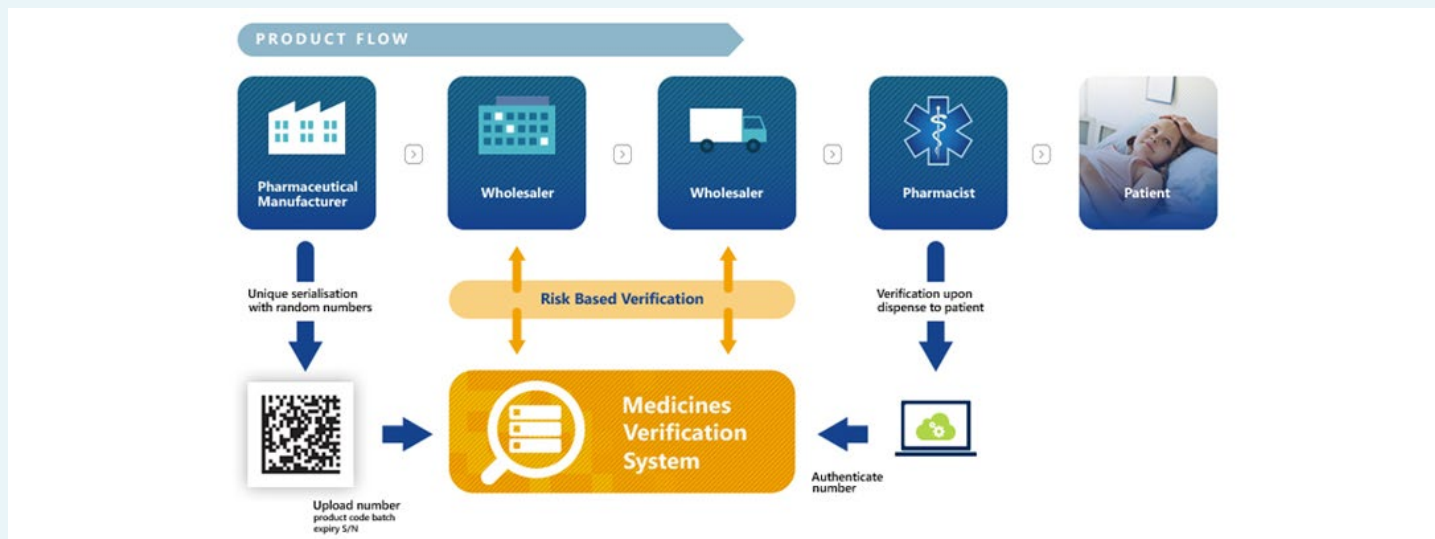 PRODUCT FLOW
Pharmaceutical
Manufacturer
Wholesaler
Wholesaler
Pharmacist
Patient
Unique serialisation
with random numbers
Risk Based Verification
Verification upon
dispense to patient
Medicines
Verification
System
Authenticate
number
Upload number
product code batch
expiry S/N